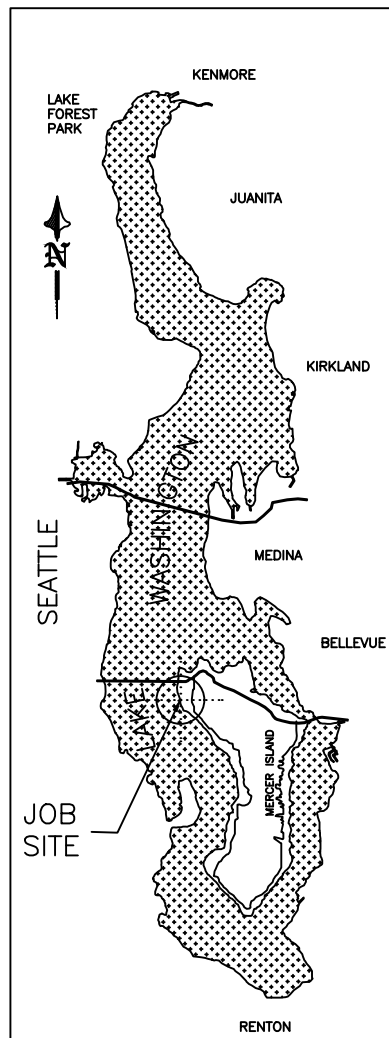 KENMORE
LAKE
FOREST
PARK
JUANITA
N
KIRKLAND
SEATTLE
LAKE WASHINGTON
MEDINA
BELLEVUE
MERCER ISLAND
JOB
SITE
RENTON